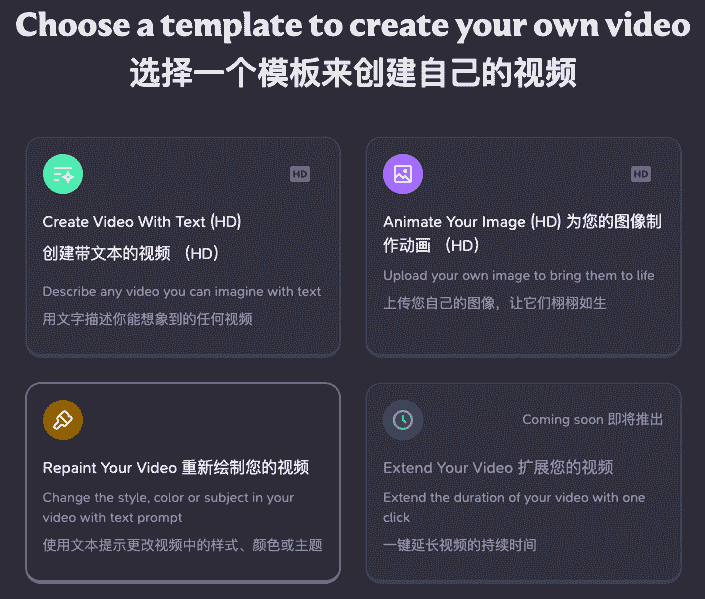 Choose a template to create your own video
选择一个模板来创建自己的视频
HD
Create Video With Text (HD)
创建带文本的视频 （HD）
Describe any video you can imagine with text
用文字描述你能想象到的任何视频
HD
Animate Your Image (HD) 为您的图像制
作动画 （HD）
Upload your own image to bring them to life
上传您自己的图像，让它们栩栩如生
Repaint Your Video 重新绘制您的视频
Change the style, color or subject in your
video with text prompt
使用文本提示更改视频中的样式、颜色或主题
Coming soon 即将推出
Extend Your Video 扩展您的视频
Extend the duration of your video with one
click
一键延长视频的持续时间